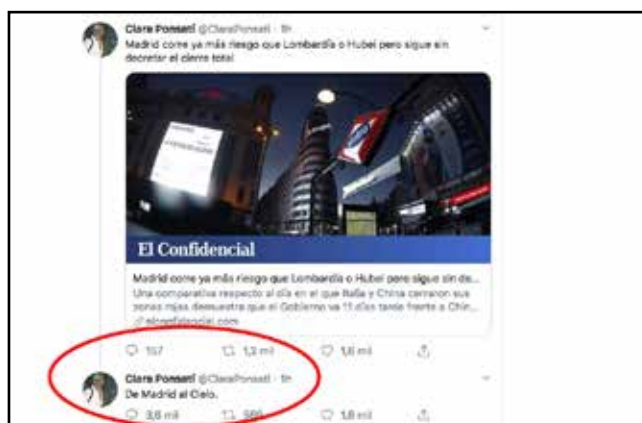 Clara Ponsatí @ClaraPonsati · 1h
Madrid corre ya más riesgo que Lombardía o Hubei pero sigue sin
decretar el cierre total
El Confidencial
Madrid corre ya más riesgo que Lombardía o Hubei pero sigue sin de...
Una comparativa respecto al día en el que Italia y China cerraron sus
zonas rojas demuestra que el Gobierno va 11 días tarde frente a Chin...
elconfidencial.com
157 1,3 mil 1,6 mil
Clara Ponsatí @ClaraPonsati · 1h
De Madrid al Cielo.
3,6 mil 986 1,8 mil